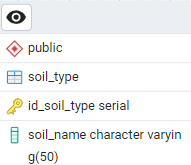 public
soil_type
id_soil_type serial
soil_name character varyin
g(50)